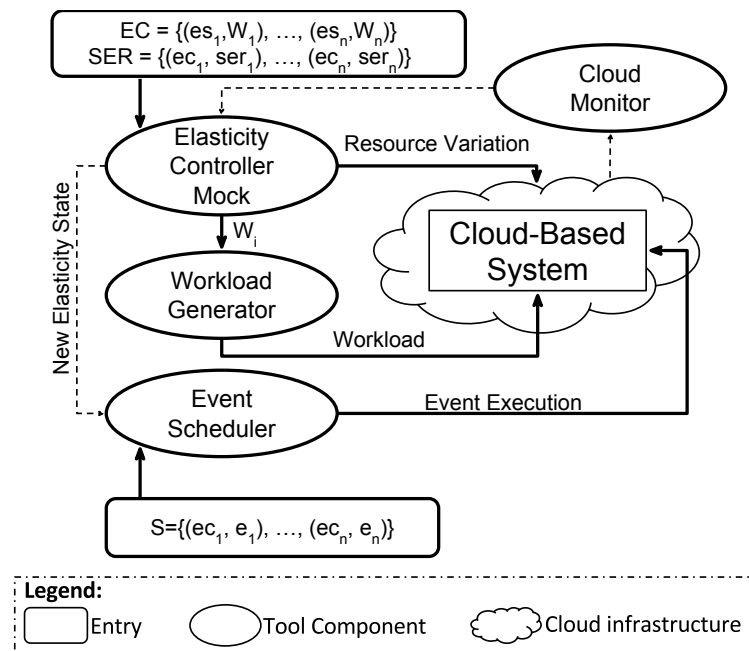 EC = {(es₁,W₁), …, (esₙ,Wₙ)}
SER = {(ec₁, ser₁), …, (ecₙ, serₙ)}
Cloud
Monitor
Elasticity
Controller
Mock
Resource Variation
New Elasticity State
Wᵢ
Cloud-Based
System
Workload
Generator
Workload
Event
Scheduler
Event Execution
S={(ec₁, e₁), …, (ecₙ, eₙ)}
Legend:
Entry
Tool Component
Cloud infrastructure